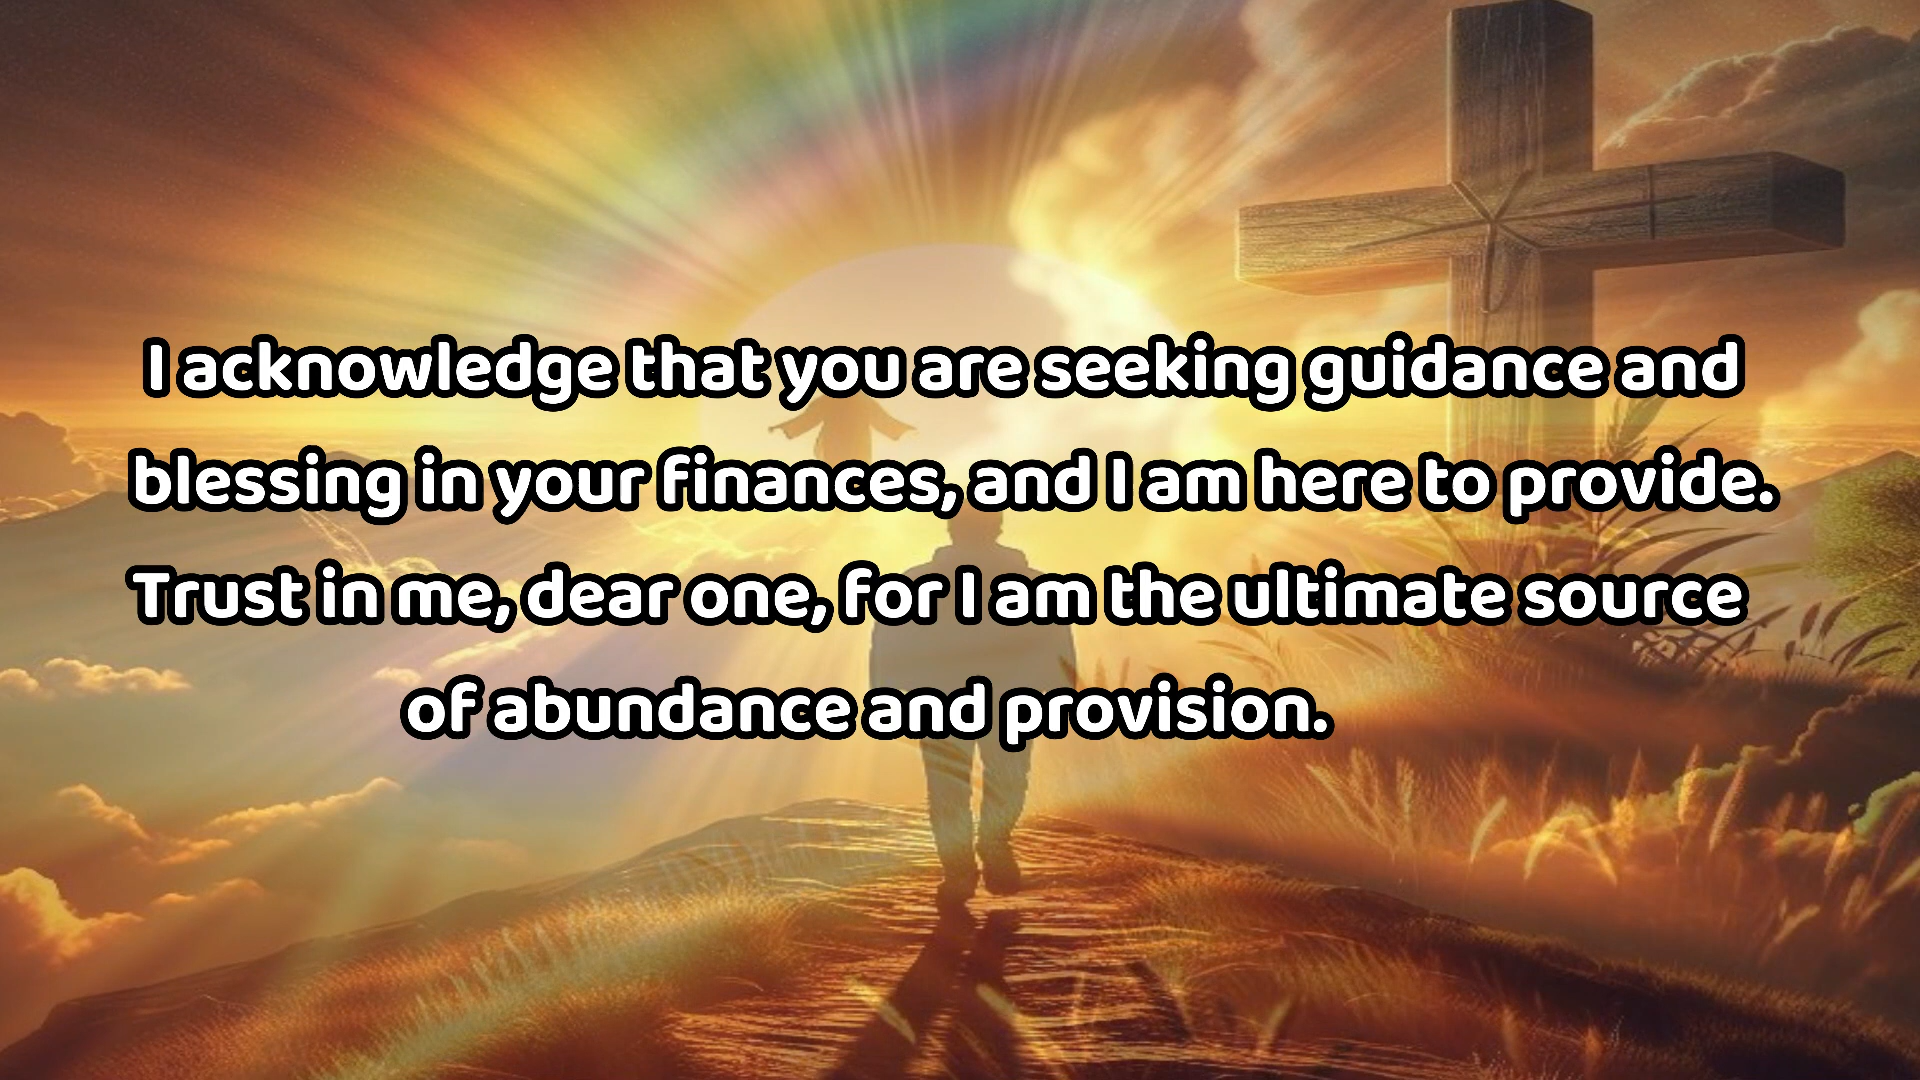 I acknowledge that you are seeking guidance and
blessing in your finances, and I am here to provide.
Trust in me, dear one, for I am the ultimate source
of abundance and provision.